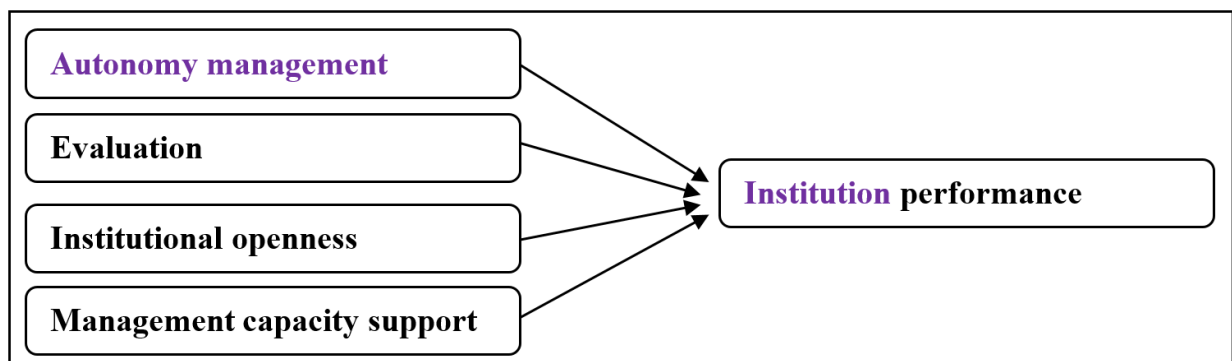 Autonomy management
Evaluation
Institution performance
Institutional openness
Management capacity support